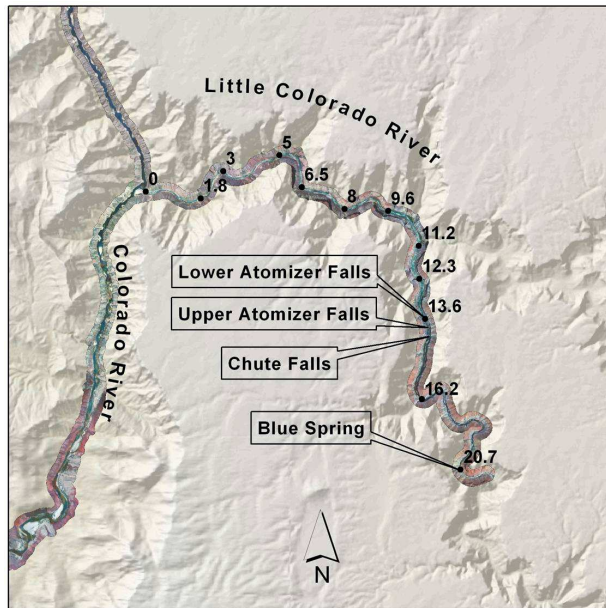 Little Colorado River
0
1.8
3
5
6.5
8
9.6
11.2
12.3
Lower Atomizer Falls
13.6
Upper Atomizer Falls
Chute Falls
Colorado River
16.2
Blue Spring
20.7
N